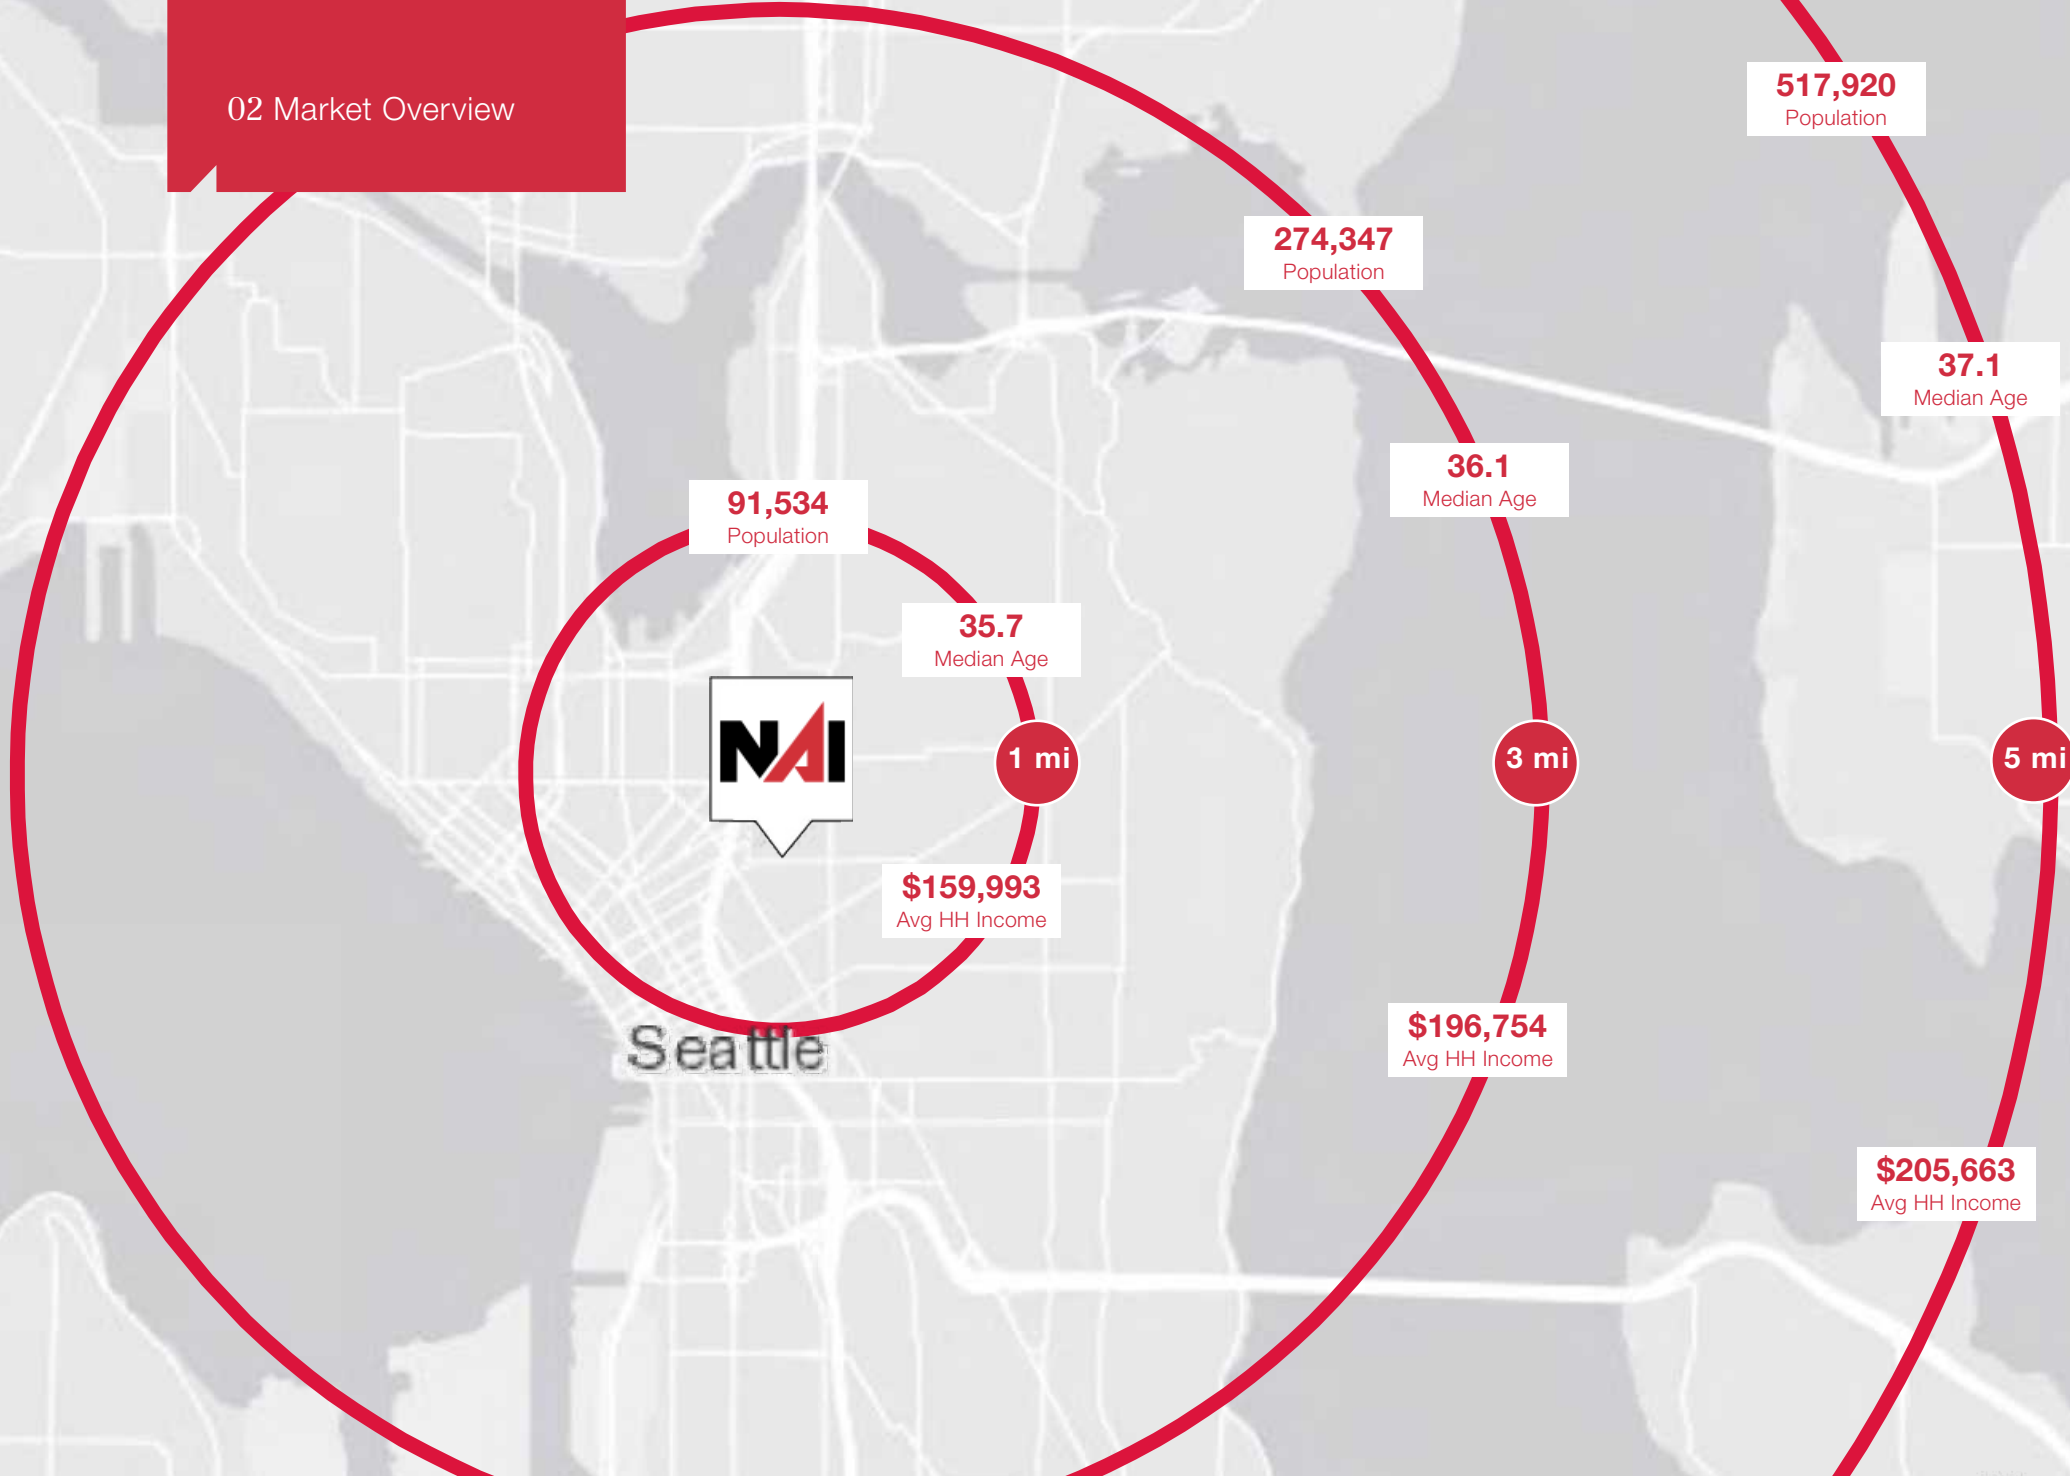 02 Market Overview
517,920
Population
274,347
Population
37.1
Median Age
36.1
Median Age
91,534
Population
35.7
Median Age
NAI
1 mi
3 mi
5 mi
$159,993
Avg HH Income
$196,754
Avg HH Income
Seattle
$205,663
Avg HH Income